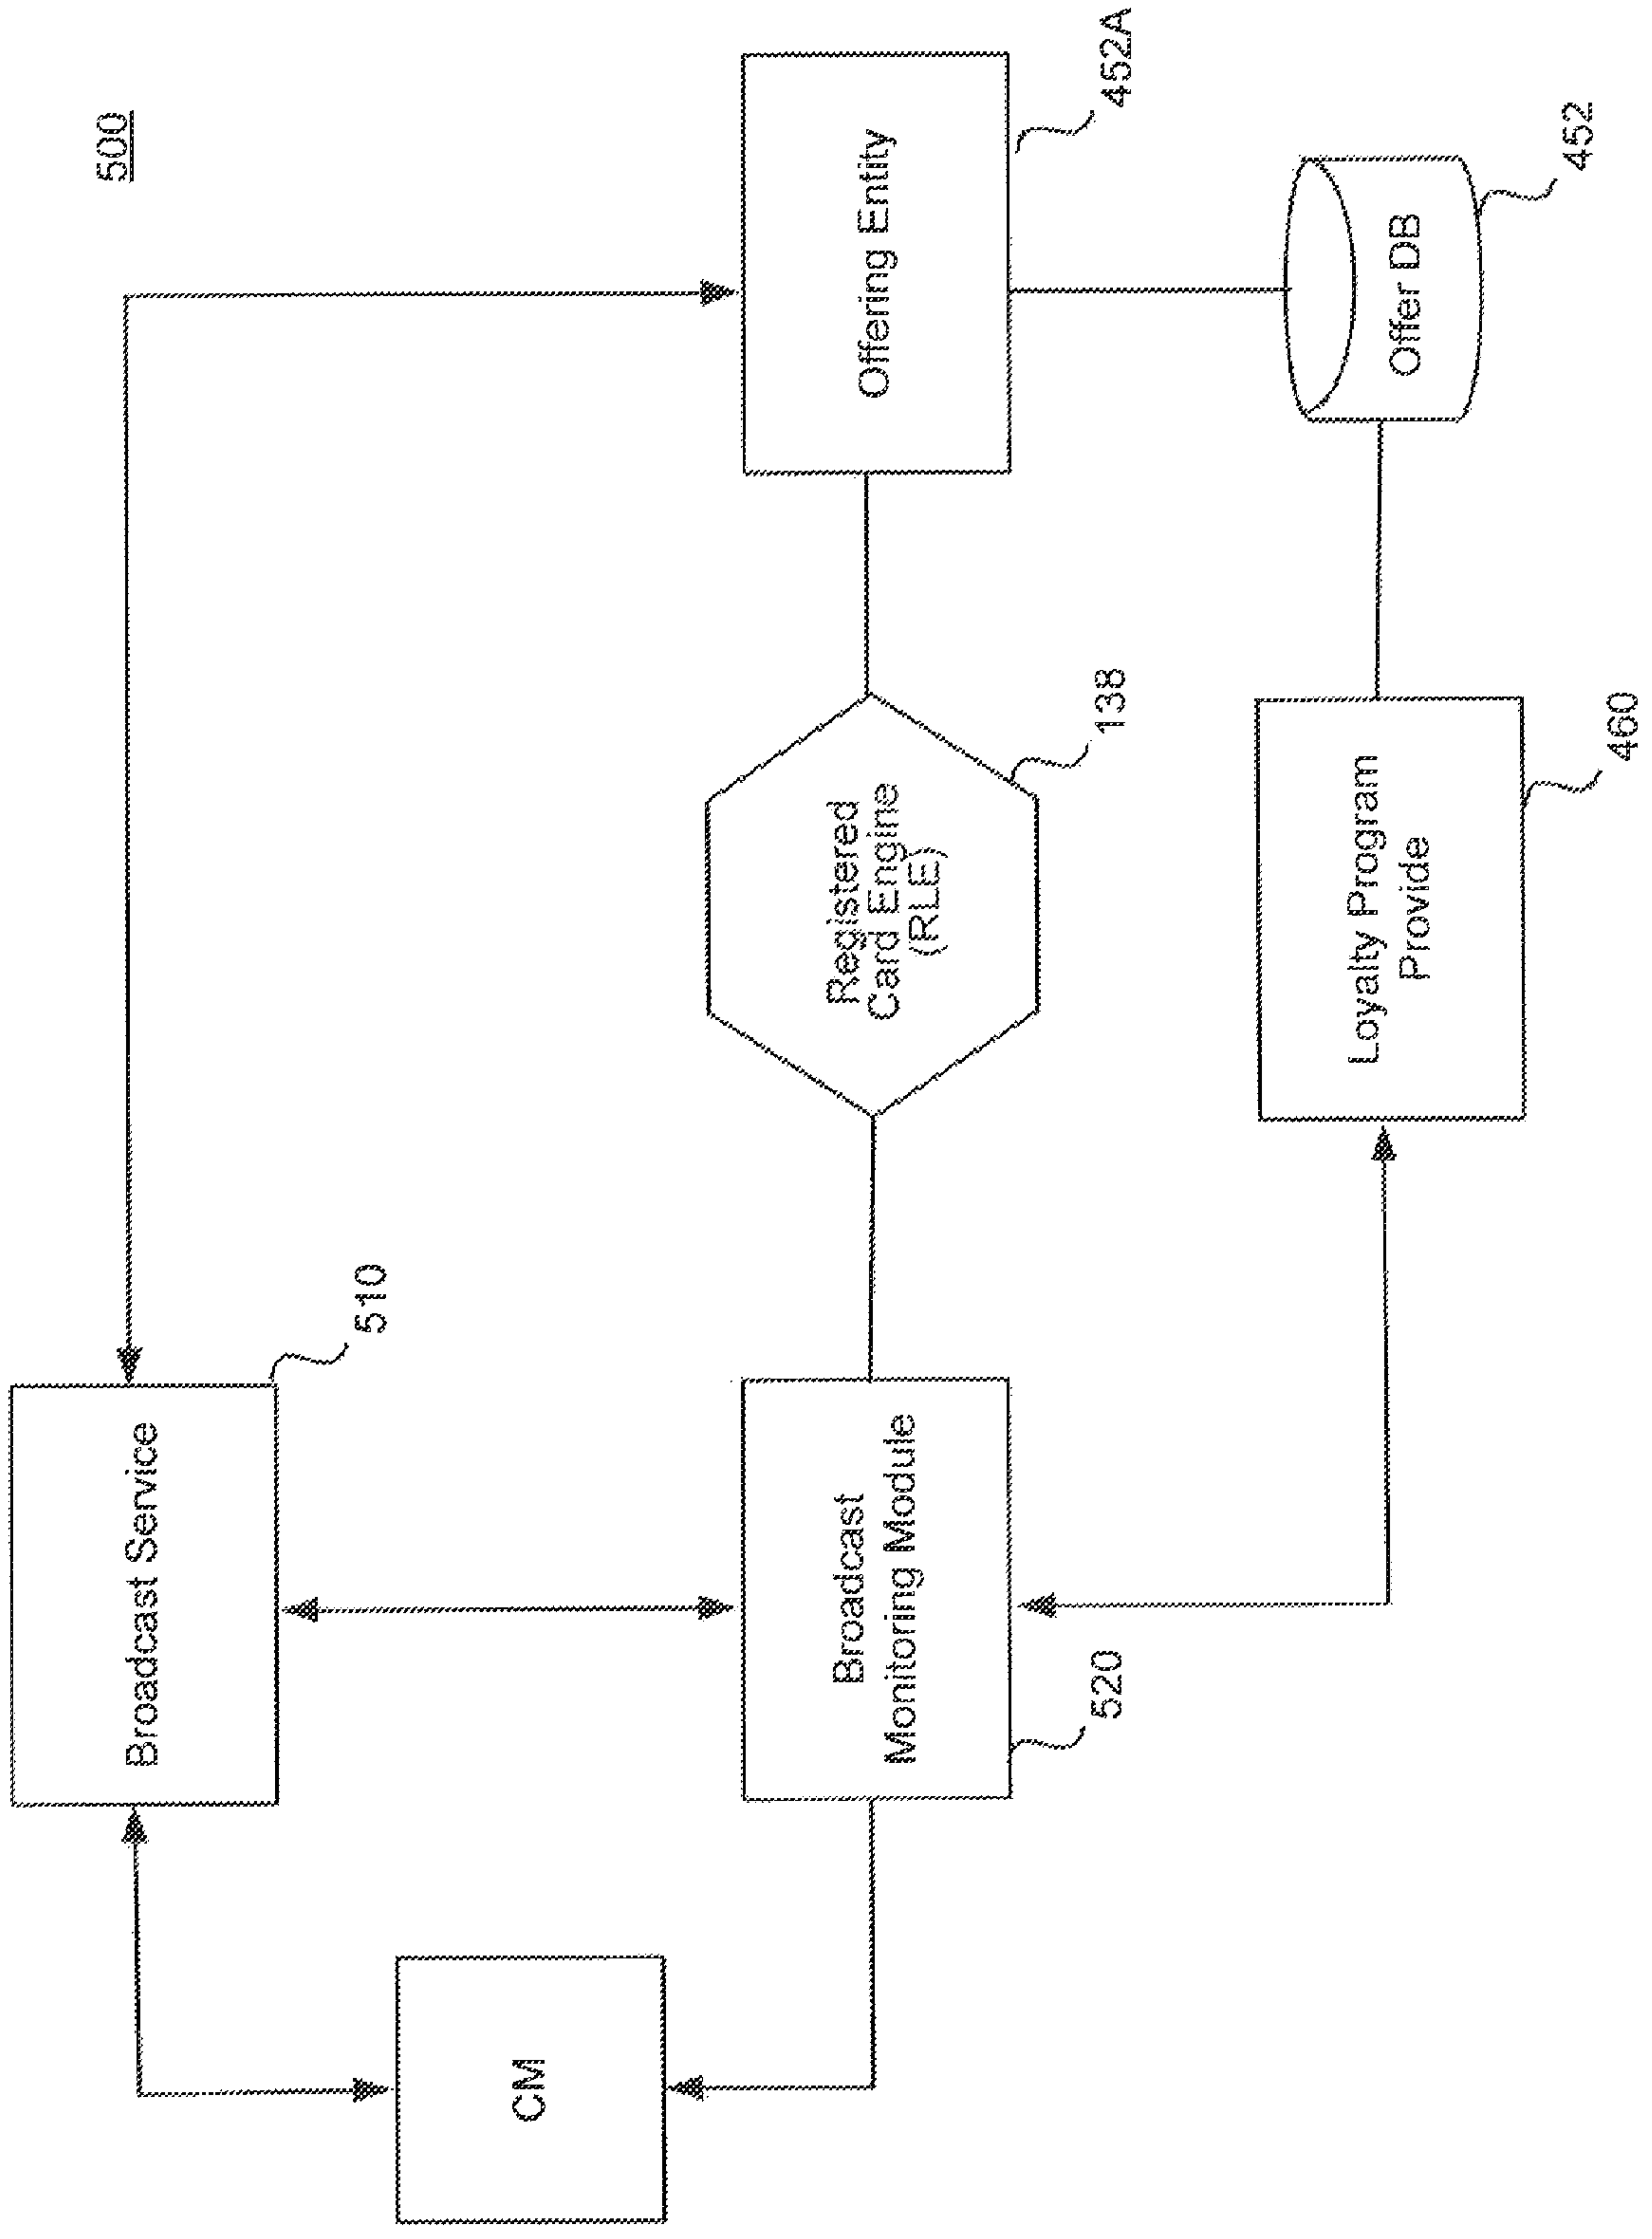 500
Broadcast Service
510
CM
Broadcast
Monitoring Module
520
Registered
Card Engine
(RLE)
138
Offering Entity
452A
Loyalty Program
Provide
460
Offer DB
452